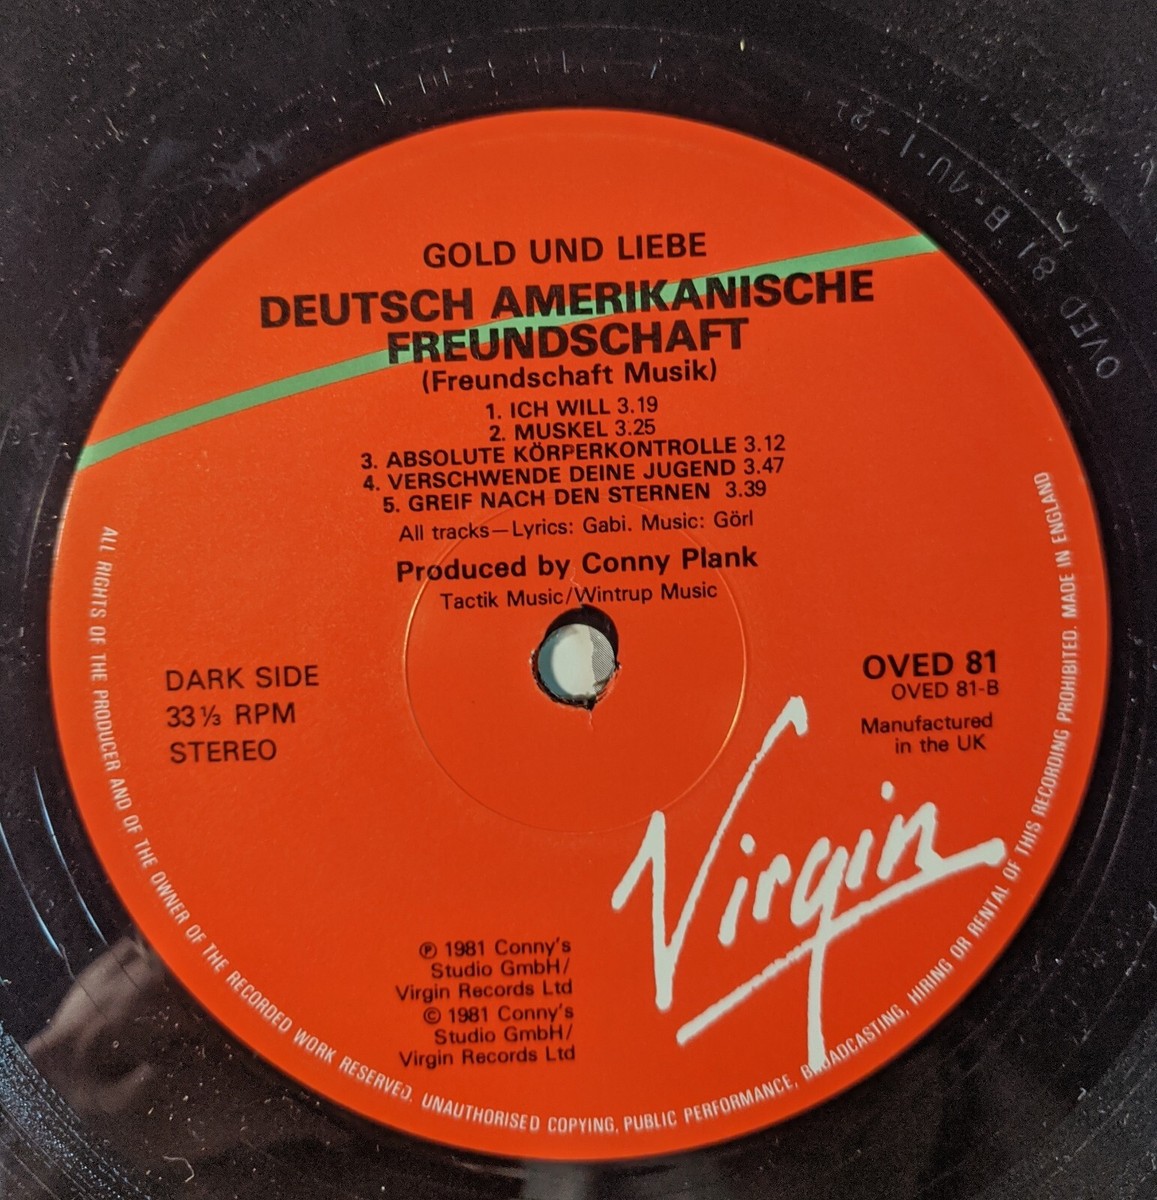 GOLD UND LIEBE
DEUTSCH AMERIKANISCHE
FREUNDSCHAFT
(Freundschaft Musik)
1. ICH WILL 3.19
2. MUSKEL 3.25
3. ABSOLUTE KÖRPERKONTROLLE 3.12
4. VERSCHWENDE DEINE JUGEND 3.47
5. GREIF NACH DEN STERNEN 3.39
All tracks—Lyrics: Gabi. Music: Görl
Produced by Conny Plank
Tactik Music/Wintrup Music
DARK SIDE
33⅓ RPM
STEREO
OVED 81
OVED 81-B
Manufactured
in the UK
Virgin
℗ 1981 Conny's
Studio GmbH/
Virgin Records Ltd
© 1981 Conny's
Studio GmbH/
Virgin Records Ltd
ALL RIGHTS OF THE PRODUCER AND OF THE OWNER OF THE RECORDED WORK RESERVED. UNAUTHORISED COPYING, PUBLIC PERFORMANCE, BROADCASTING, HIRING OR RENTAL OF THIS RECORDING PROHIBITED. MADE IN ENGLAND
OVED 81 B-4U-1-2